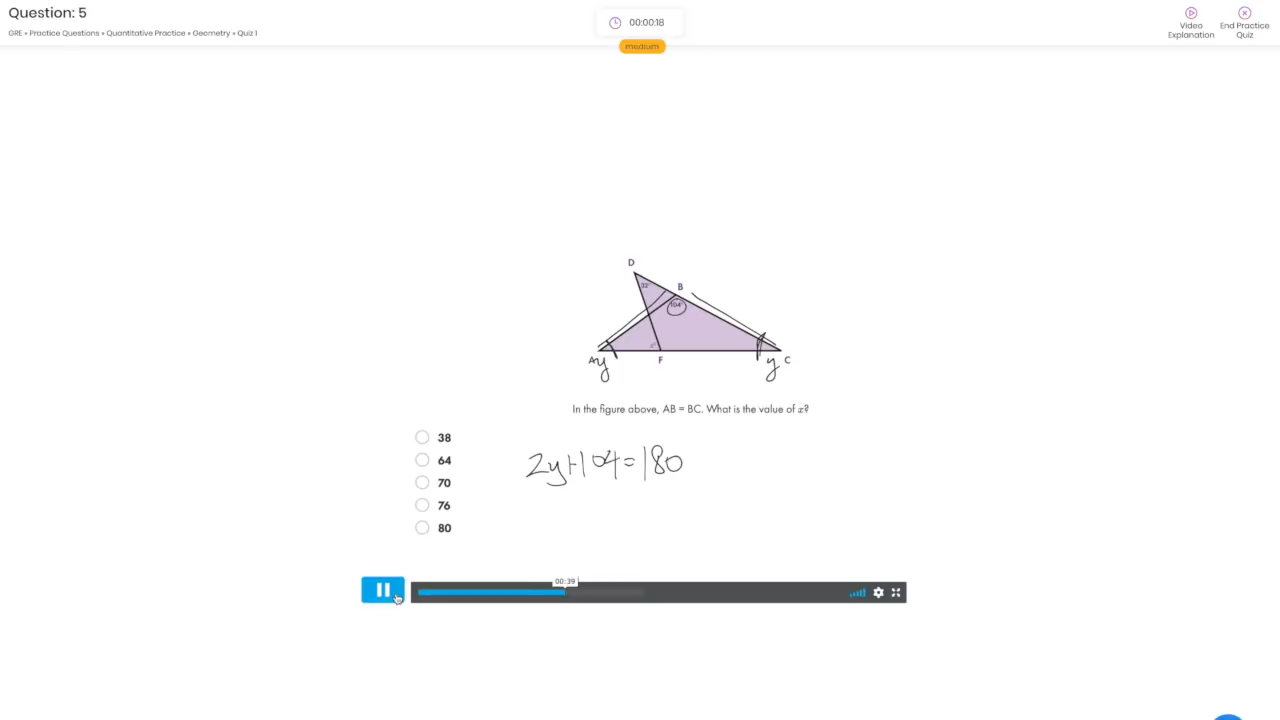 Question: 5
00:00:18
Video Explanation
End Practice Quiz
GRE » Practice Questions » Quantitative Practice » Geometry » Quiz 1
medium
D
32°
B
104°
x°
A
y
F
y
C
In the figure above, AB = BC. What is the value of x?
38
64
70
76
80
2y+104=180
00:39